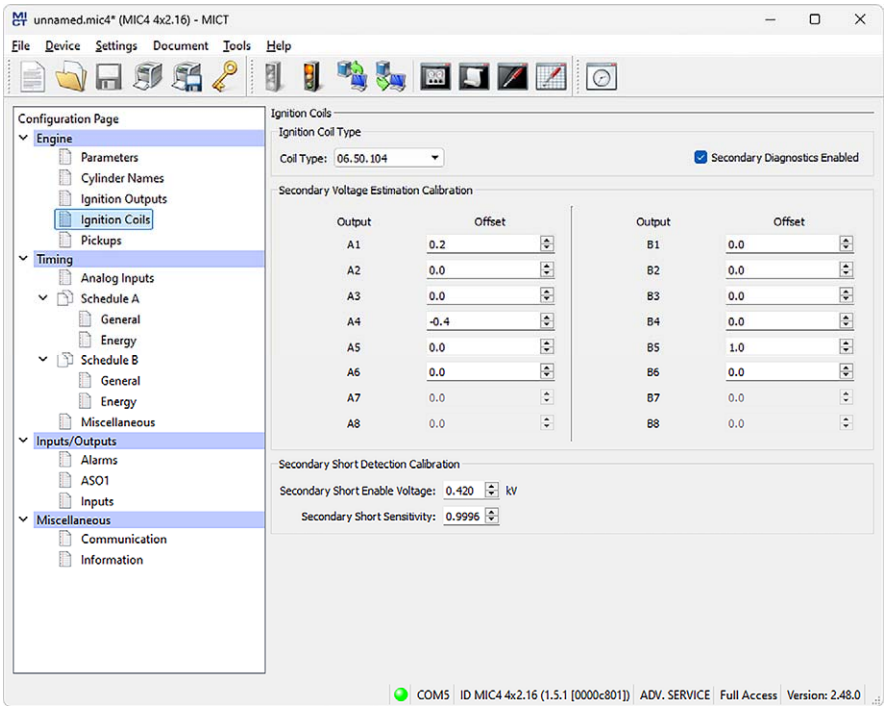 MICT unnamed.mic4* (MIC4 4x2.16) - MICT
File Device Settings Document Tools Help
Configuration Page
Engine
Parameters
Cylinder Names
Ignition Outputs
Ignition Coils
Pickups
Timing
Analog Inputs
Schedule A
General
Energy
Schedule B
General
Energy
Miscellaneous
Inputs/Outputs
Alarms
ASO1
Inputs
Miscellaneous
Communication
Information
Ignition Coils
Ignition Coil Type
Coil Type: 06.50.104 Secondary Diagnostics Enabled
Secondary Voltage Estimation Calibration
Output Offset Output Offset
A1 0.2 B1 0.0
A2 0.0 B2 0.0
A3 0.0 B3 0.0
A4 -0.4 B4 0.0
A5 0.0 B5 1.0
A6 0.0 B6 0.0
A7 0.0 B7 0.0
A8 0.0 B8 0.0
Secondary Short Detection Calibration
Secondary Short Enable Voltage: 0.420 kV
Secondary Short Sensitivity: 0.9996
COM5 ID MIC4 4x2.16 (1.5.1 [0000c801]) ADV. SERVICE Full Access Version: 2.48.0